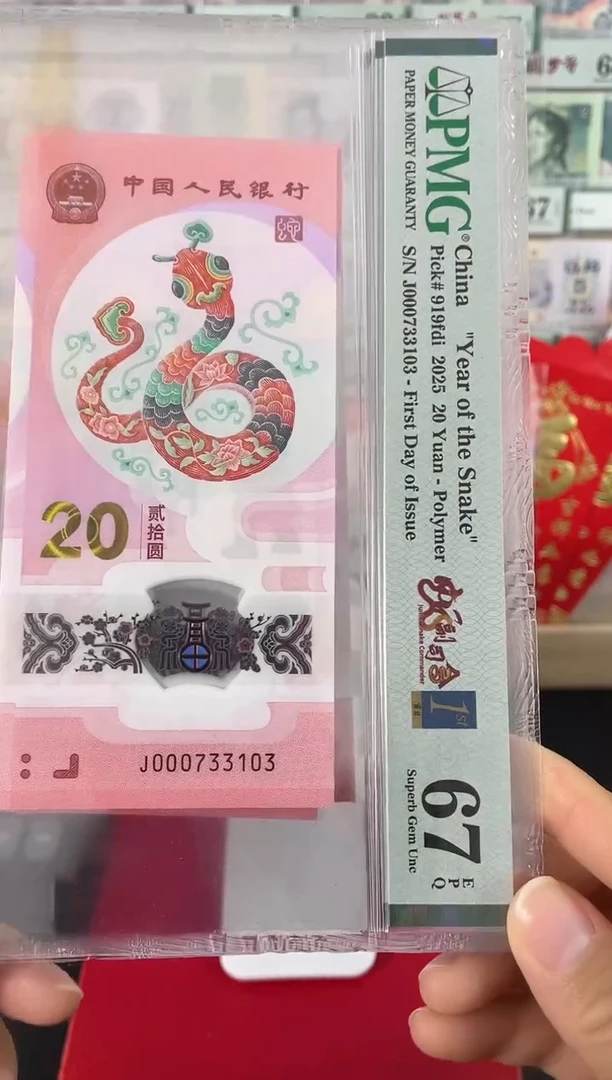 中国人民银行
20
贰拾圆
J000733103
PMG®
PAPER MONEY GUARANTY
China "Year of the Snake"
Pick# 919fdi 2025 20 Yuan - Polymer
S/N J000733103 - First Day of Issue
1st
67
EPQ
Superb Gem Unc